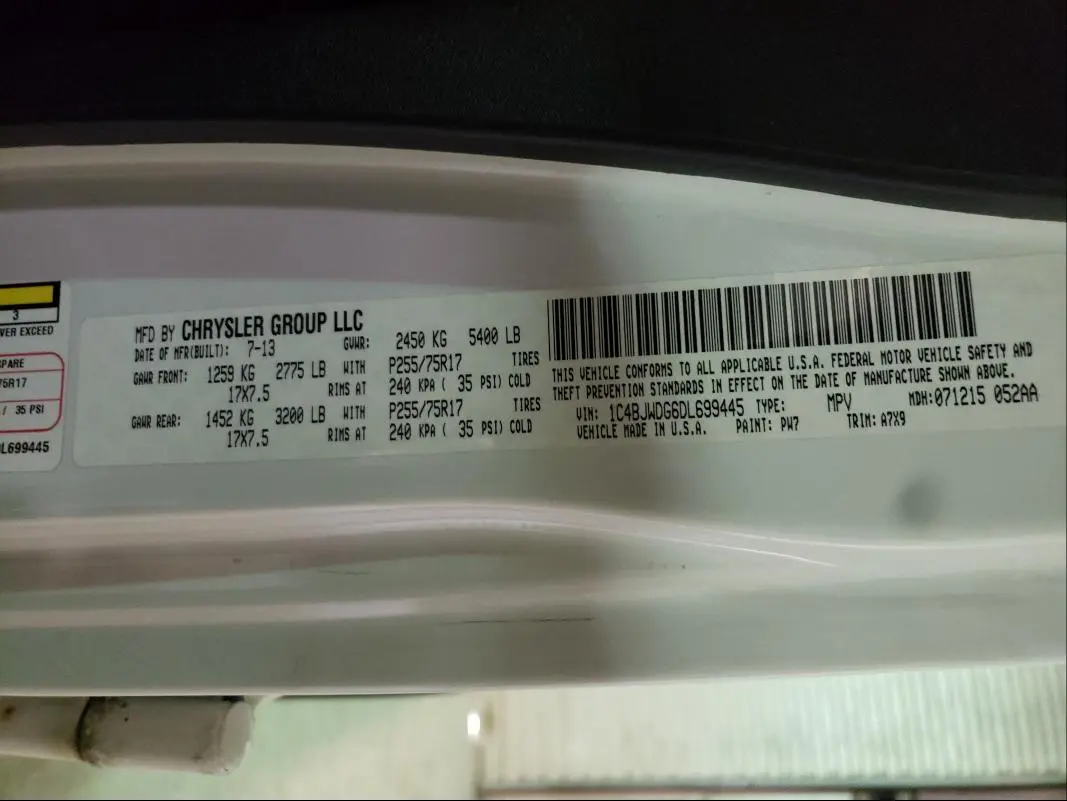 3
VER EXCEED
SPARE
75R17
/ 35 PSI
DL699445
MFD BY CHRYSLER GROUP LLC
DATE OF MFR(BUILT): 7-13 GVWR: 2450 KG 5400 LB
GAWR FRONT: 1259 KG 2775 LB WITH P255/75R17 TIRES
17X7.5 RIMS AT 240 KPA ( 35 PSI) COLD
GAWR REAR: 1452 KG 3200 LB WITH P255/75R17 TIRES
17X7.5 RIMS AT 240 KPA ( 35 PSI) COLD
THIS VEHICLE CONFORMS TO ALL APPLICABLE U.S.A. FEDERAL MOTOR VEHICLE SAFETY AND
THEFT PREVENTION STANDARDS IN EFFECT ON THE DATE OF MANUFACTURE SHOWN ABOVE.
VIN: 1C4BJWDG6DL699445 TYPE: MPV MDH:071215 052AA
VEHICLE MADE IN U.S.A. PAINT: PW7 TRIM: A7X9